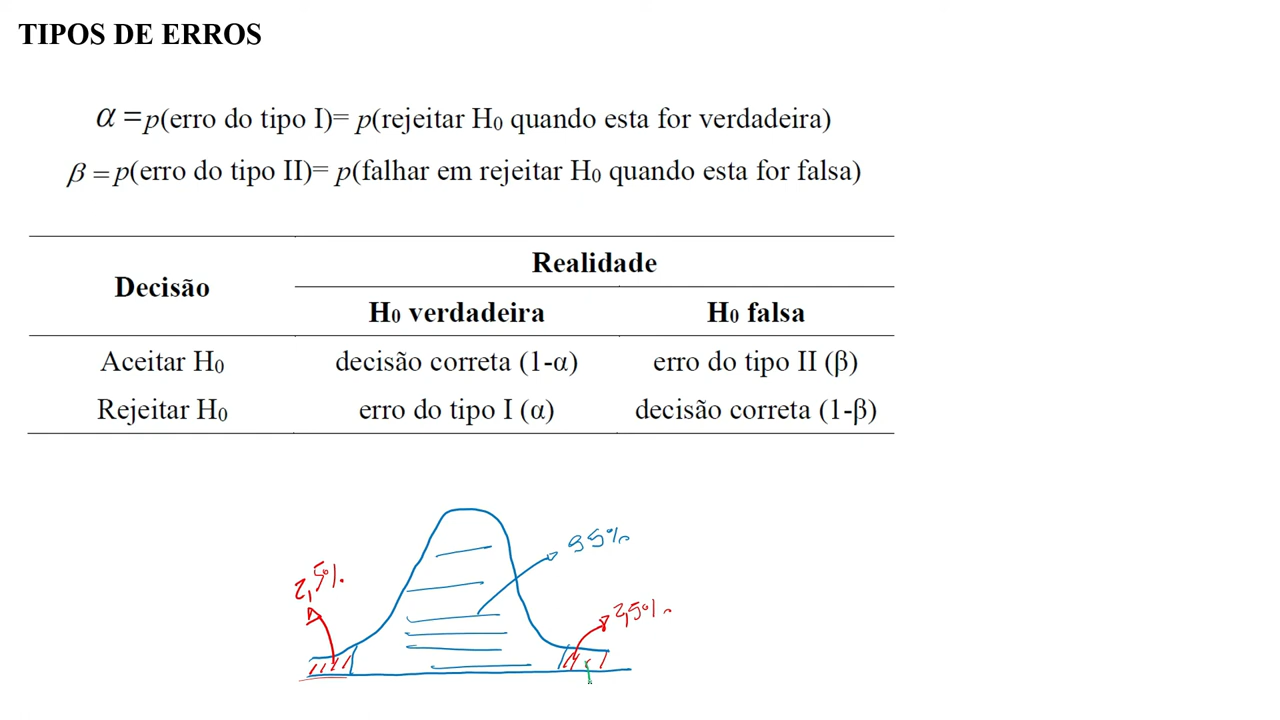 TIPOS DE ERROS
α = p(erro do tipo I)= p(rejeitar H₀ quando esta for verdadeira)
β = p(erro do tipo II)= p(falhar em rejeitar H₀ quando esta for falsa)
Realidade
Decisão
H₀ verdadeira H₀ falsa
Aceitar H₀ decisão correta (1-α) erro do tipo II (β)
Rejeitar H₀ erro do tipo I (α) decisão correta (1-β)
95%
2,5%
2,5%